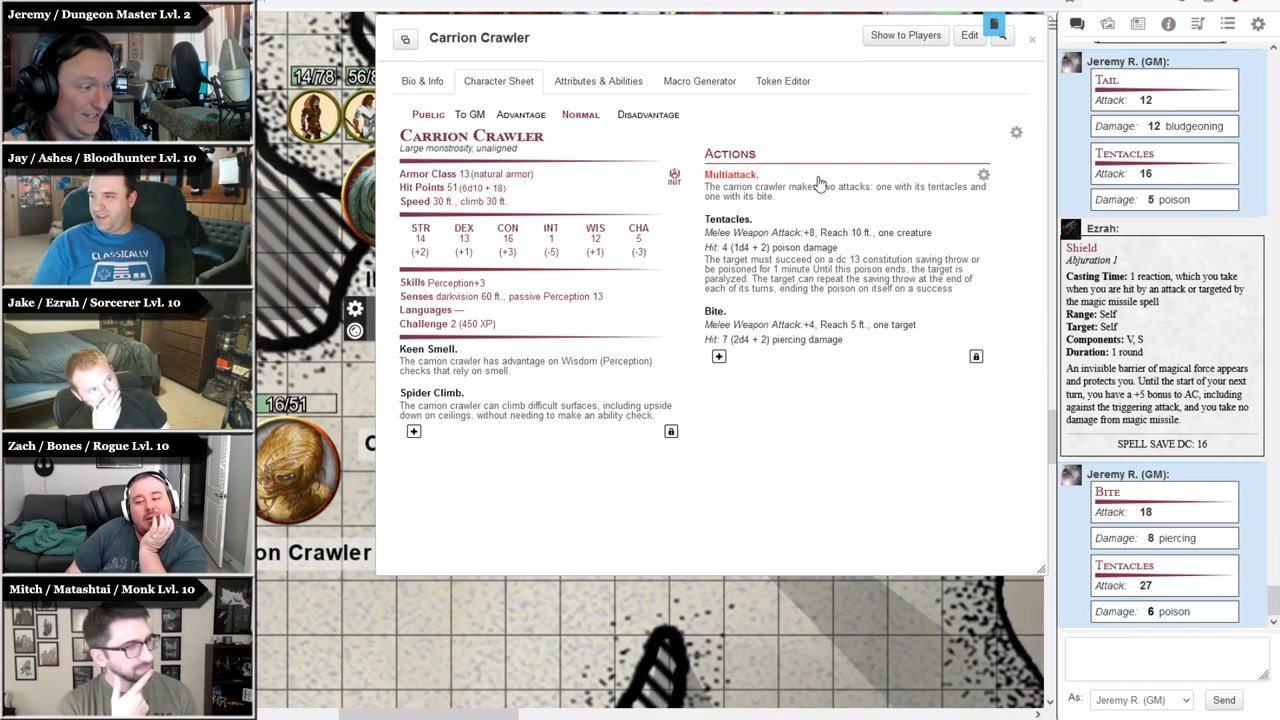 Jeremy / Dungeon Master Lvl. 2
Jay / Ashes / Bloodhunter Lvl. 10
CLASSICALLY
Jake / Ezrah / Sorcerer Lvl. 10
Zach / Bones / Rogue Lvl. 10
Mitch / Matashtai / Monk Lvl. 10
14/78
56/8
16/51
on Crawler
Carrion Crawler
Show to Players
Edit
Bio & Info
Character Sheet
Attributes & Abilities
Macro Generator
Token Editor
PUBLIC To GM ADVANTAGE NORMAL DISADVANTAGE
CARRION CRAWLER
Large monstrosity, unaligned
Armor Class 13 (natural armor)
Hit Points 51 (6d10 + 18)
Speed 30 ft., climb 30 ft.
INIT
STR DEX CON INT WIS CHA
14 13 16 1 12 5
(+2) (+1) (+3) (-5) (+1) (-3)
Skills Perception+3
Senses darkvision 60 ft., passive Perception 13
Languages —
Challenge 2 (450 XP)
Keen Smell.
The carrion crawler has advantage on Wisdom (Perception)
checks that rely on smell.
Spider Climb.
The carrion crawler can climb difficult surfaces, including upside
down on ceilings, without needing to make an ability check.
ACTIONS
Multiattack.
The carrion crawler makes two attacks: one with its tentacles and
one with its bite.
Tentacles.
Melee Weapon Attack:+8, Reach 10 ft., one creature
Hit: 4 (1d4 + 2) poison damage
The target must succeed on a dc 13 constitution saving throw or
be poisoned for 1 minute Until this poison ends, the target is
paralyzed. The target can repeat the saving throw at the end of
each of its turns, ending the poison on itself on a success
Bite.
Melee Weapon Attack:+4, Reach 5 ft., one target
Hit: 7 (2d4 + 2) piercing damage
Jeremy R. (GM):
TAIL
Attack: 12
Damage: 12 bludgeoning
TENTACLES
Attack: 16
Damage: 5 poison
Ezrah:
Shield
Abjuration 1
Casting Time: 1 reaction, which you take
when you are hit by an attack or targeted by
the magic missile spell
Range: Self
Target: Self
Components: V, S
Duration: 1 round
An invisible barrier of magical force appears
and protects you. Until the start of your next
turn, you have a +5 bonus to AC, including
against the triggering attack, and you take no
damage from magic missile.
SPELL SAVE DC: 16
Jeremy R. (GM):
BITE
Attack: 18
Damage: 8 piercing
TENTACLES
Attack: 27
Damage: 6 poison
As: Jeremy R. (GM)
Send